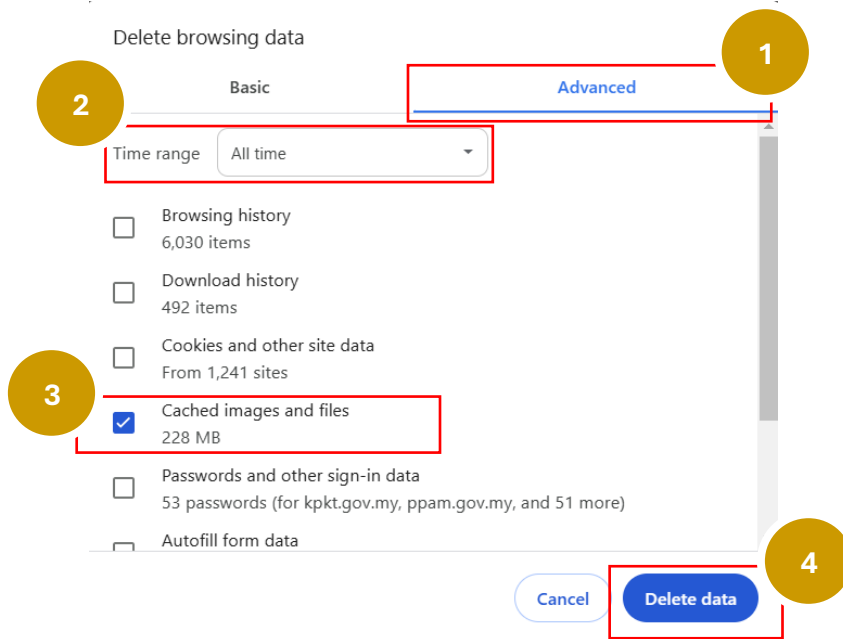 Delete browsing data
1
Basic
Advanced
2
Time range
All time
Browsing history
6,030 items
Download history
492 items
Cookies and other site data
From 1,241 sites
3
Cached images and files
228 MB
Passwords and other sign-in data
53 passwords (for kpkt.gov.my, ppam.gov.my, and 51 more)
Autofill form data
4
Cancel
Delete data